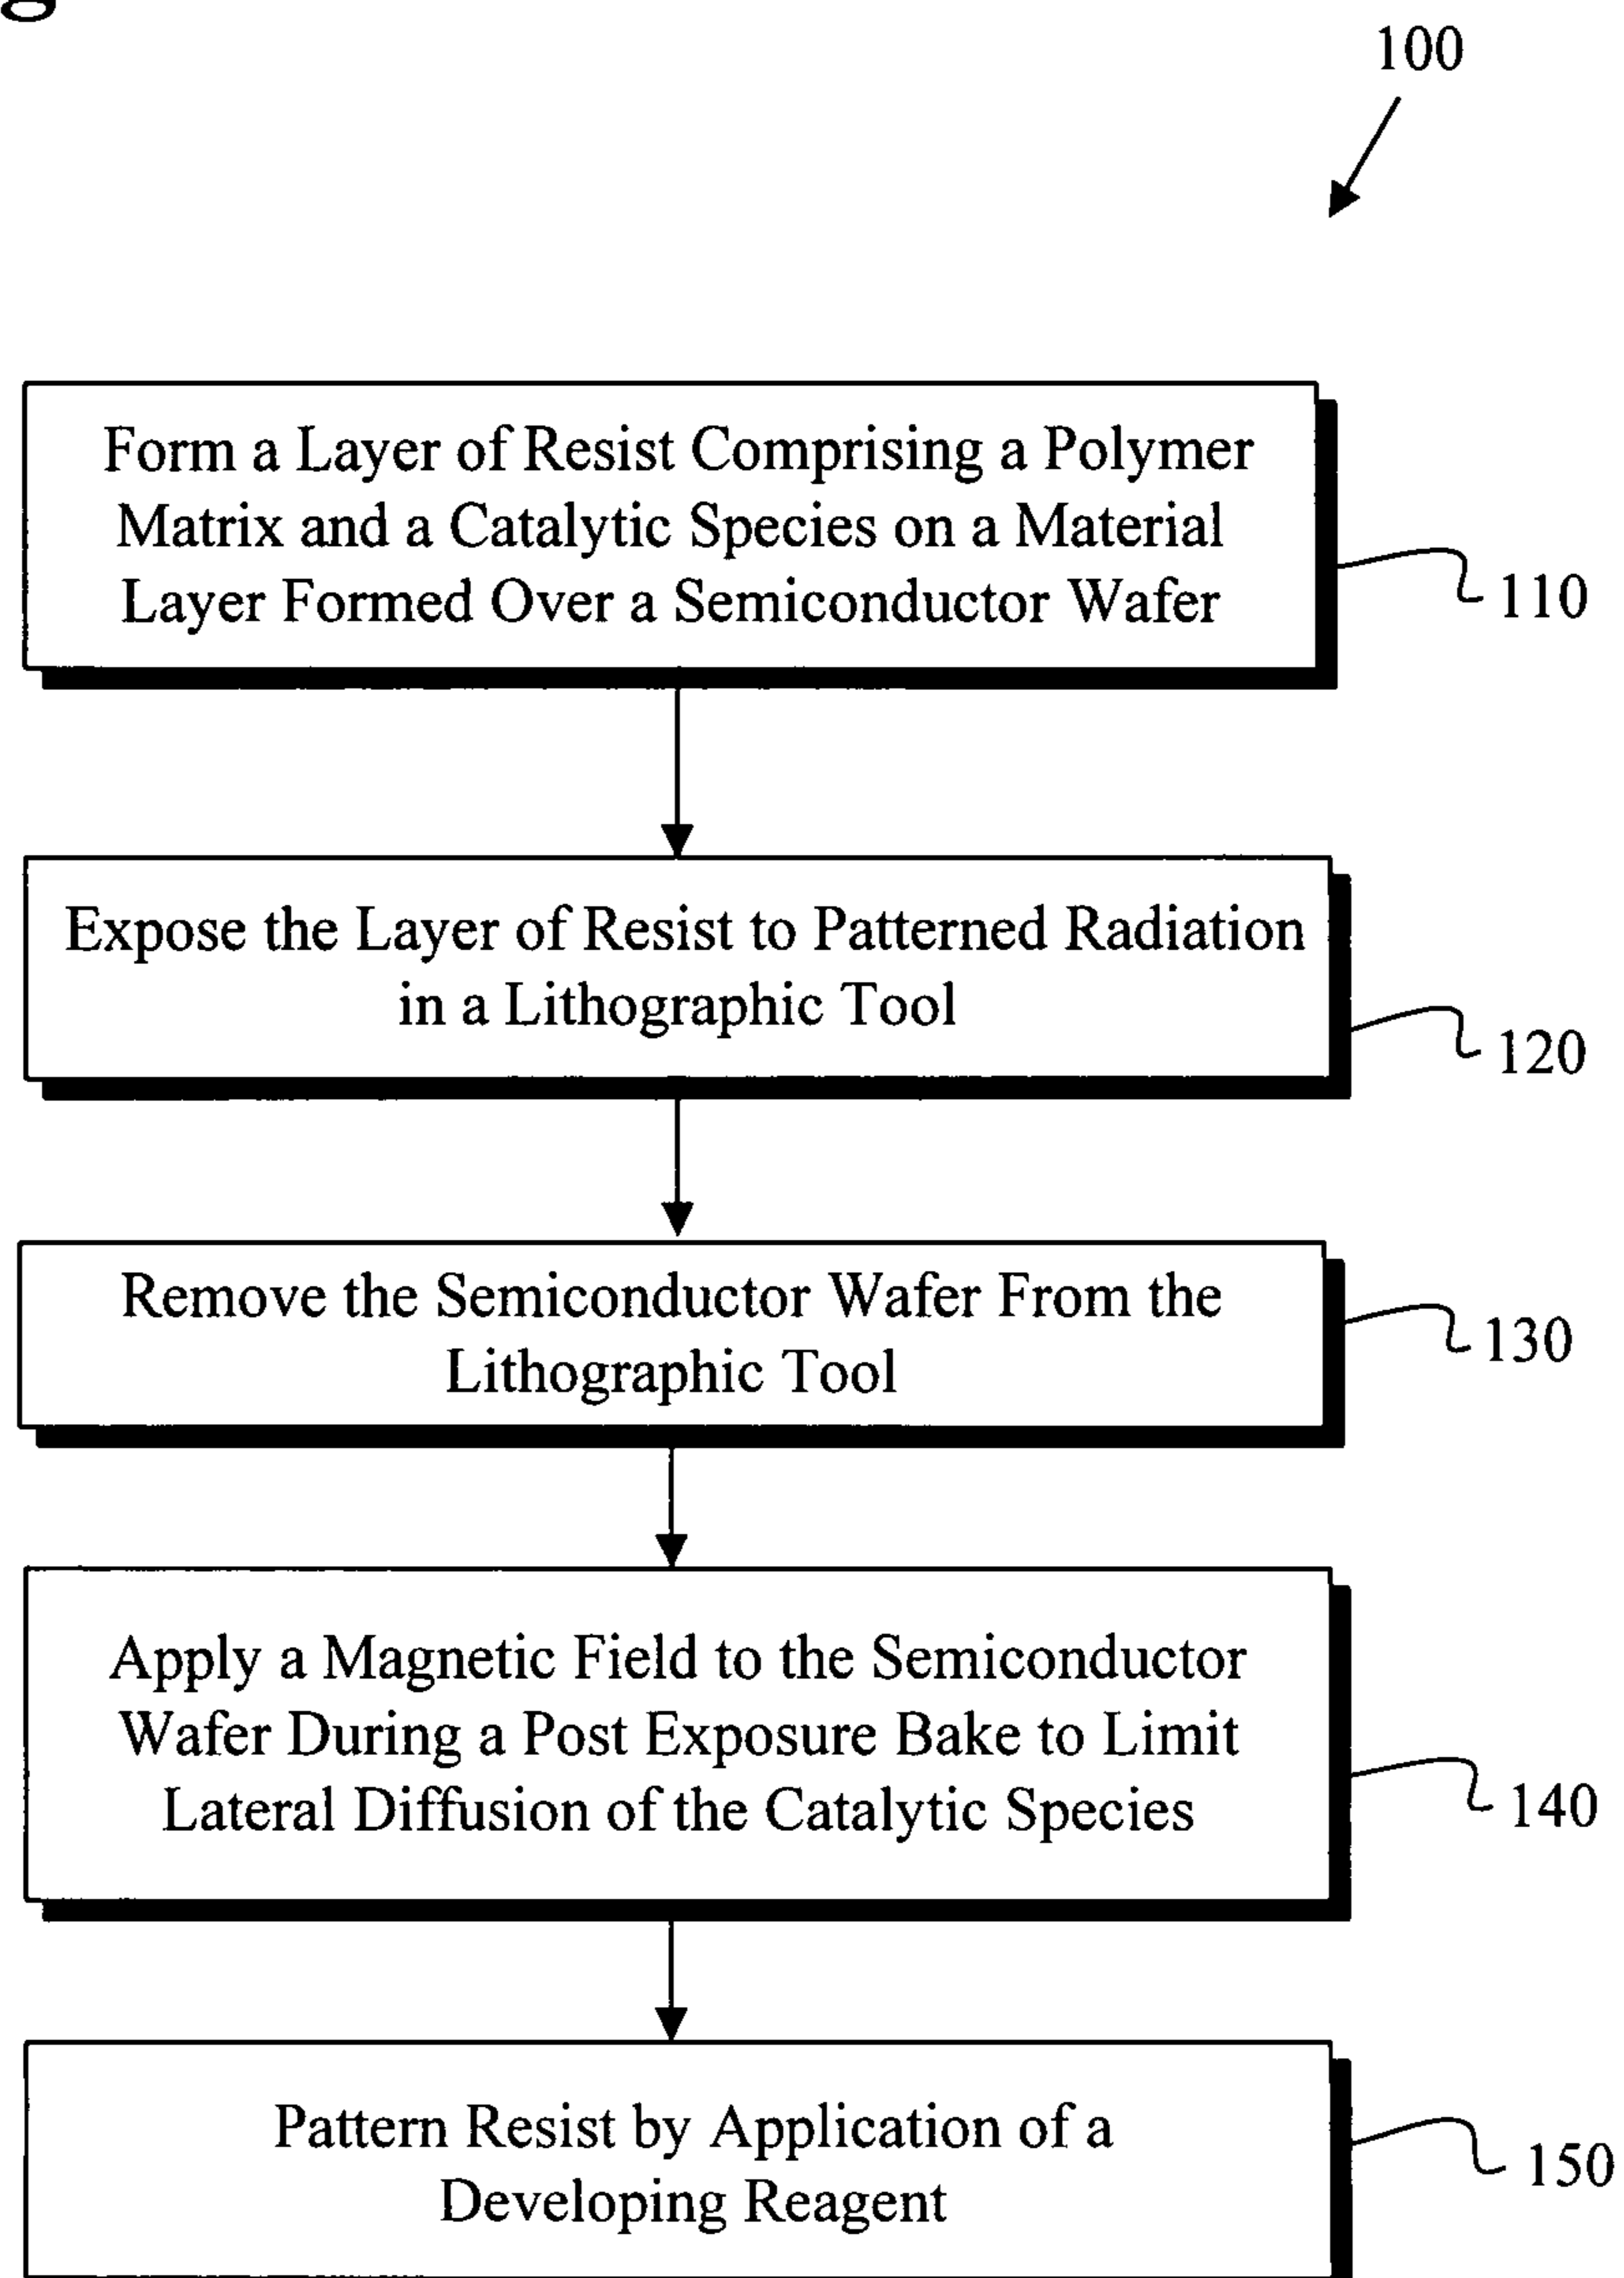 100
Form a Layer of Resist Comprising a Polymer
Matrix and a Catalytic Species on a Material
Layer Formed Over a Semiconductor Wafer
110
Expose the Layer of Resist to Patterned Radiation
in a Lithographic Tool
120
Remove the Semiconductor Wafer From the
Lithographic Tool
130
Apply a Magnetic Field to the Semiconductor
Wafer During a Post Exposure Bake to Limit
Lateral Diffusion of the Catalytic Species
140
Pattern Resist by Application of a
Developing Reagent
150